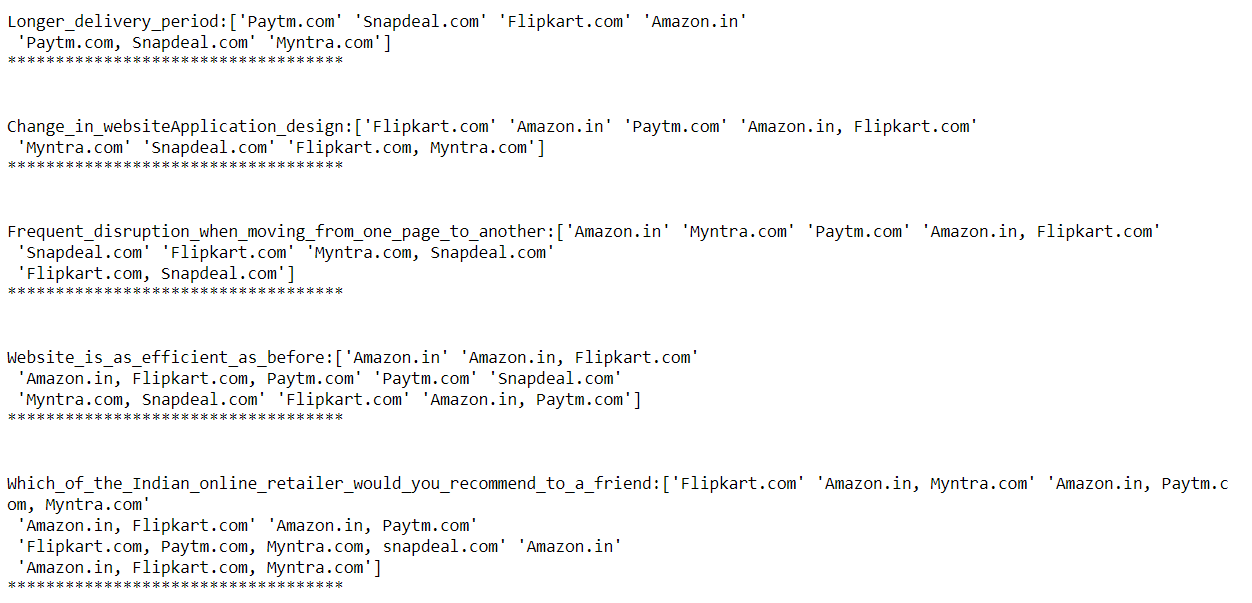 Longer_delivery_period:['Paytm.com' 'Snapdeal.com' 'Flipkart.com' 'Amazon.in'
 'Paytm.com, Snapdeal.com' 'Myntra.com']
***********************************
Change_in_websiteApplication_design:['Flipkart.com' 'Amazon.in' 'Paytm.com' 'Amazon.in, Flipkart.com'
 'Myntra.com' 'Snapdeal.com' 'Flipkart.com, Myntra.com']
***********************************
Frequent_disruption_when_moving_from_one_page_to_another:['Amazon.in' 'Myntra.com' 'Paytm.com' 'Amazon.in, Flipkart.com'
 'Snapdeal.com' 'Flipkart.com' 'Myntra.com, Snapdeal.com'
 'Flipkart.com, Snapdeal.com']
***********************************
Website_is_as_efficient_as_before:['Amazon.in' 'Amazon.in, Flipkart.com'
 'Amazon.in, Flipkart.com, Paytm.com' 'Paytm.com' 'Snapdeal.com'
 'Myntra.com, Snapdeal.com' 'Flipkart.com' 'Amazon.in, Paytm.com']
***********************************
Which_of_the_Indian_online_retailer_would_you_recommend_to_a_friend:['Flipkart.com' 'Amazon.in, Myntra.com' 'Amazon.in, Paytm.c
om, Myntra.com'
 'Amazon.in, Flipkart.com' 'Amazon.in, Paytm.com'
 'Flipkart.com, Paytm.com, Myntra.com, snapdeal.com' 'Amazon.in'
 'Amazon.in, Flipkart.com, Myntra.com']
***********************************